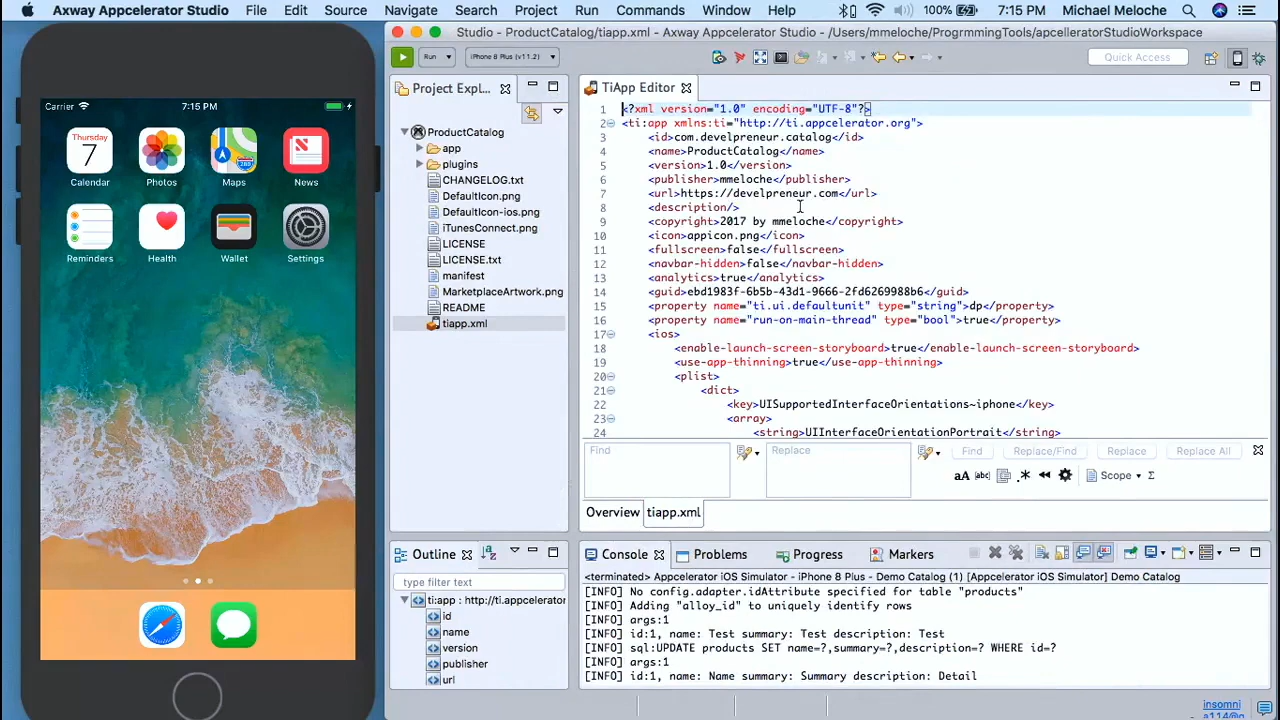 Axway Appcelerator Studio File Edit Source Navigate Search Project Run Commands Window Help 100% 7:15 PM Michael Meloche
Studio - ProductCatalog/tiapp.xml - Axway Appcelerator Studio - /Users/mmeloche/ProgrmmingTools/apcelleratorStudioWorkspace
Run iPhone 8 Plus (v11.2) Quick Access
Carrier 7:15 PM
Thursday
7
Calendar Photos Maps News
Reminders Health Wallet Settings
Project Expl...
ProductCatalog
app
plugins
CHANGELOG.txt
DefaultIcon.png
DefaultIcon-ios.png
iTunesConnect.png
LICENSE
LICENSE.txt
manifest
MarketplaceArtwork.png
README
tiapp.xml
TiApp Editor
1 <?xml version="1.0" encoding="UTF-8"?>
2 <ti:app xmlns:ti="http://ti.appcelerator.org">
3 <id>com.develpreneur.catalog</id>
4 <name>ProductCatalog</name>
5 <version>1.0</version>
6 <publisher>mmeloche</publisher>
7 <url>https://develpreneur.com</url>
8 <description/>
9 <copyright>2017 by mmeloche</copyright>
10 <icon>appicon.png</icon>
11 <fullscreen>false</fullscreen>
12 <navbar-hidden>false</navbar-hidden>
13 <analytics>true</analytics>
14 <guid>ebd1983f-6b5b-43d1-9666-2fd6269988b6</guid>
15 <property name="ti.ui.defaultunit" type="string">dp</property>
16 <property name="run-on-main-thread" type="bool">true</property>
17 <ios>
18 <enable-launch-screen-storyboard>true</enable-launch-screen-storyboard>
19 <use-app-thinning>true</use-app-thinning>
20 <plist>
21 <dict>
22 <key>UISupportedInterfaceOrientations~iphone</key>
23 <array>
24 <string>UIInterfaceOrientationPortrait</string>
Find Replace Find Replace/Find Replace Replace All
aA abc .* Scope Σ
Overview tiapp.xml
Outline
type filter text
ti:app : http://ti.appcelerator
id
name
version
publisher
url
Console Problems Progress Markers
<terminated> Appcelerator iOS Simulator - iPhone 8 Plus - Demo Catalog (1) [Appcelerator iOS Simulator] Demo Catalog
[INFO] No config.adapter.idAttribute specified for table "products"
[INFO] Adding "alloy_id" to uniquely identify rows
[INFO] args:1
[INFO] id:1, name: Test summary: Test description: Test
[INFO] sql:UPDATE products SET name=?,summary=?,description=? WHERE id=?
[INFO] args:1
[INFO] id:1, name: Name summary: Summary description: Detail
insomni